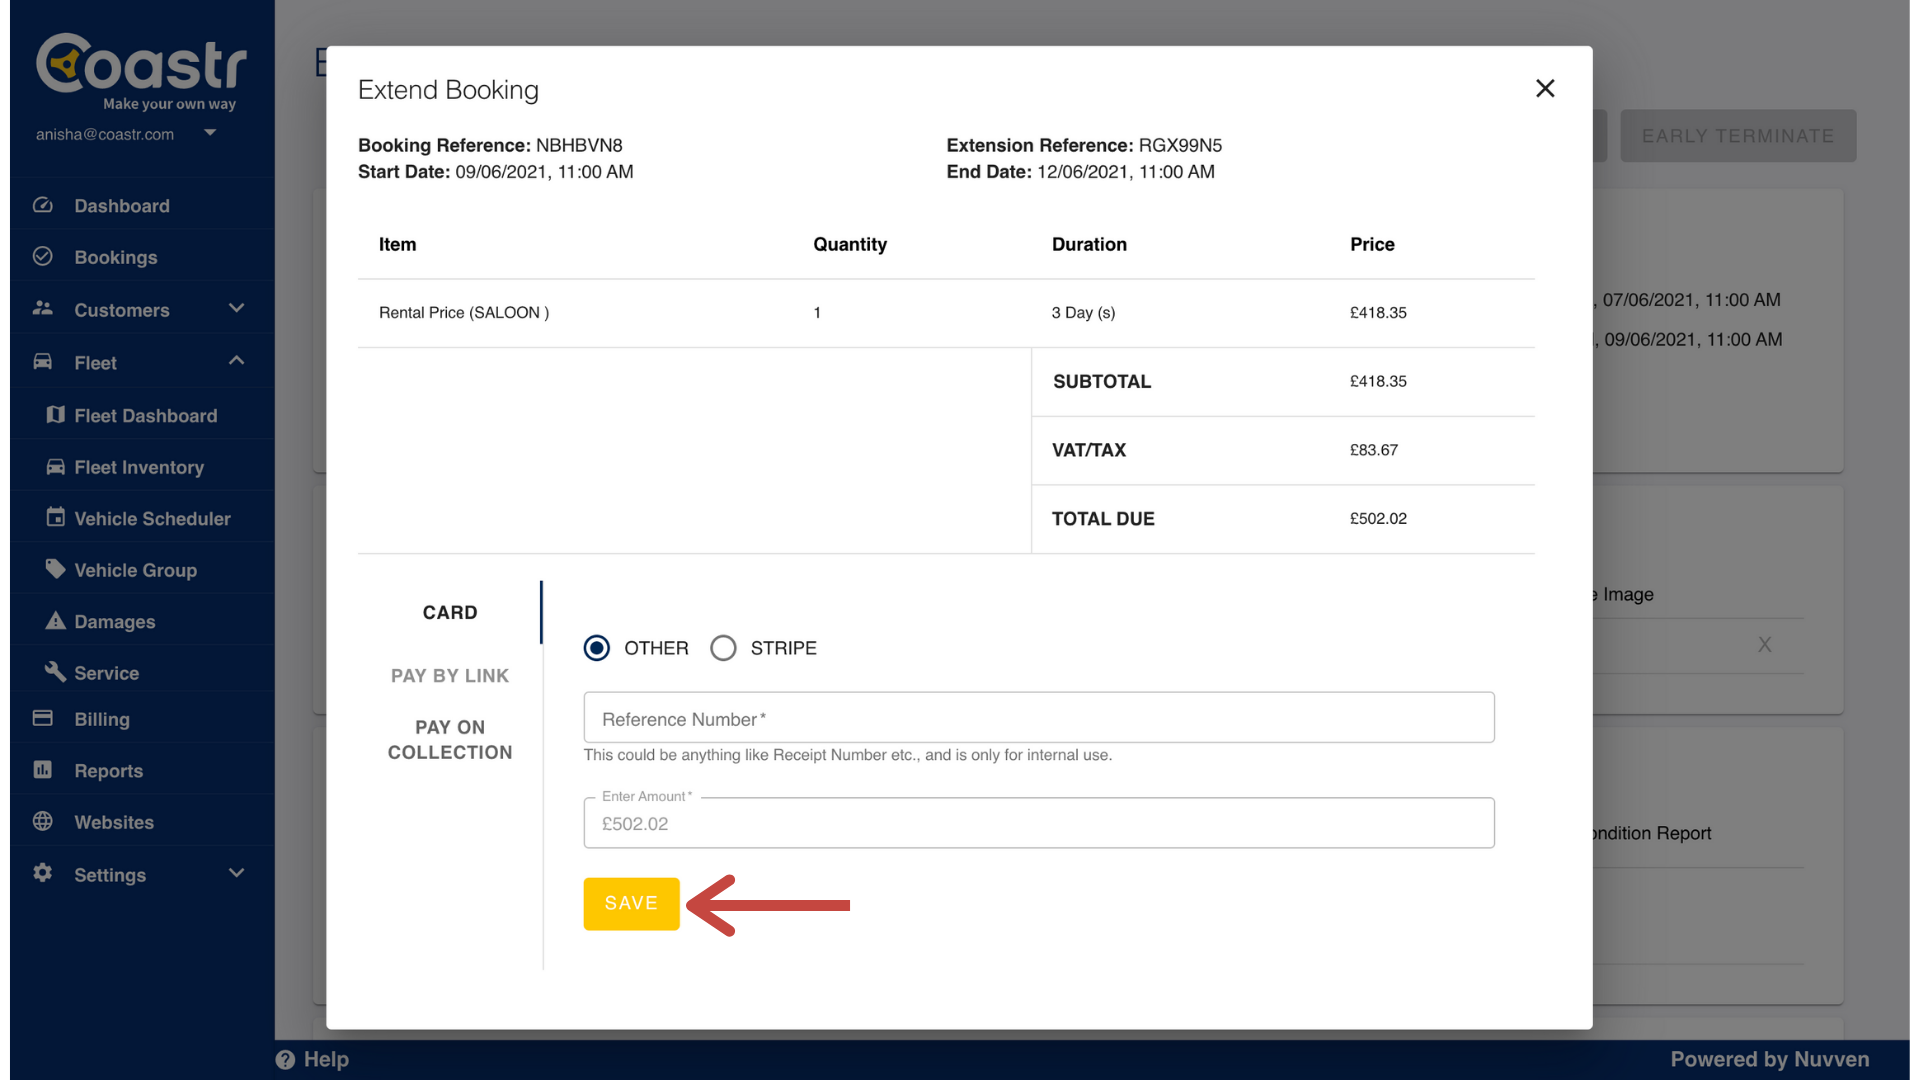 Coastr
Make your own way
anisha@coastr.com
Dashboard
Bookings
Customers
Fleet
Fleet Dashboard
Fleet Inventory
Vehicle Scheduler
Vehicle Group
Damages
Service
Billing
Reports
Websites
Settings
EARLY TERMINATE
Extend Booking
Booking Reference: NBHBVN8
Extension Reference: RGX99N5
Start Date: 09/06/2021, 11:00 AM
End Date: 12/06/2021, 11:00 AM
Item Quantity Duration Price
Rental Price (SALOON ) 1 3 Day (s) £418.35
SUBTOTAL £418.35
VAT/TAX £83.67
TOTAL DUE £502.02
CARD
PAY BY LINK
PAY ON
COLLECTION
OTHER STRIPE
Reference Number*
This could be anything like Receipt Number etc., and is only for internal use.
Enter Amount*
£502.02
SAVE
, 07/06/2021, 11:00 AM
, 09/06/2021, 11:00 AM
Image
X
ondition Report
Help
Powered by Nuvven